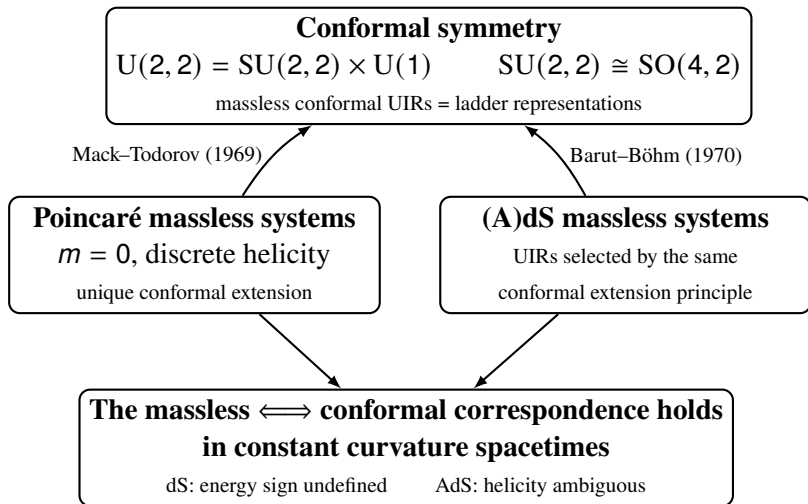 Conformal symmetry
U(2, 2) = SU(2, 2) × U(1) SU(2, 2) ≅ SO(4, 2)
massless conformal UIRs = ladder representations
Mack–Todorov (1969)
Barut–Böhm (1970)
Poincaré massless systems
m = 0, discrete helicity
unique conformal extension
(A)dS massless systems
UIRs selected by the same
conformal extension principle
The massless ⟺ conformal correspondence holds
in constant curvature spacetimes
dS: energy sign undefined AdS: helicity ambiguous